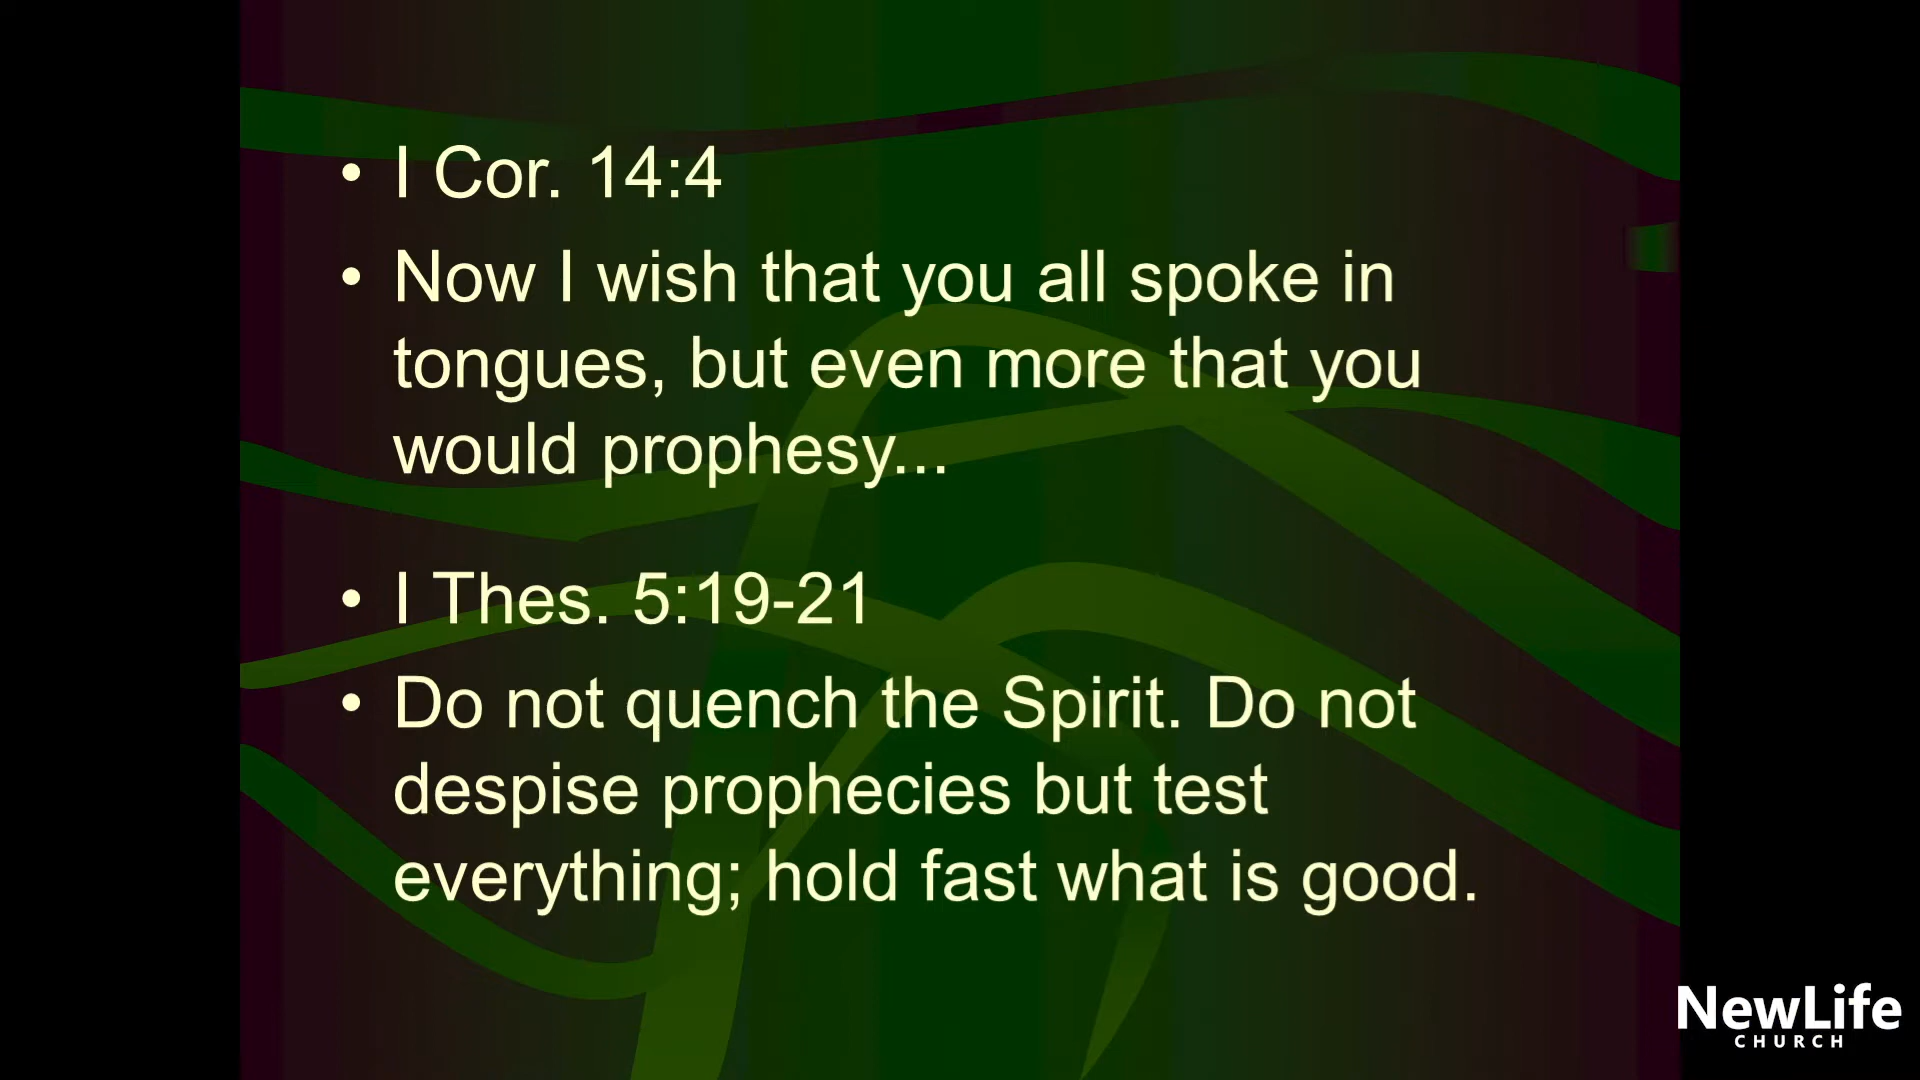 • I Cor. 14:4
• Now I wish that you all spoke in
tongues, but even more that you
would prophesy...
• I Thes. 5:19-21
• Do not quench the Spirit. Do not
despise prophecies but test
everything; hold fast what is good.
NewLife
CHURCH